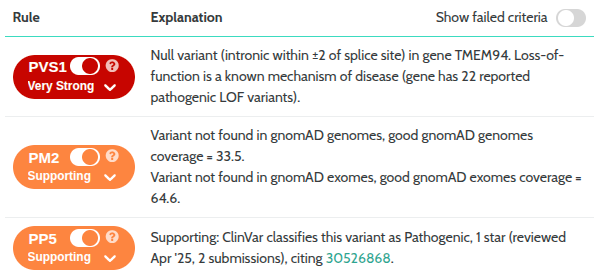 Rule Explanation Show failed criteria
PVS1 ?
Very Strong
Null variant (intronic within ±2 of splice site) in gene TMEM94. Loss-of-
function is a known mechanism of disease (gene has 22 reported
pathogenic LOF variants).
PM2 ?
Supporting
Variant not found in gnomAD genomes, good gnomAD genomes
coverage = 33.5.
Variant not found in gnomAD exomes, good gnomAD exomes coverage =
64.6.
PP5 ?
Supporting
Supporting: ClinVar classifies this variant as Pathogenic, 1 star (reviewed
Apr '25, 2 submissions), citing 30526868.